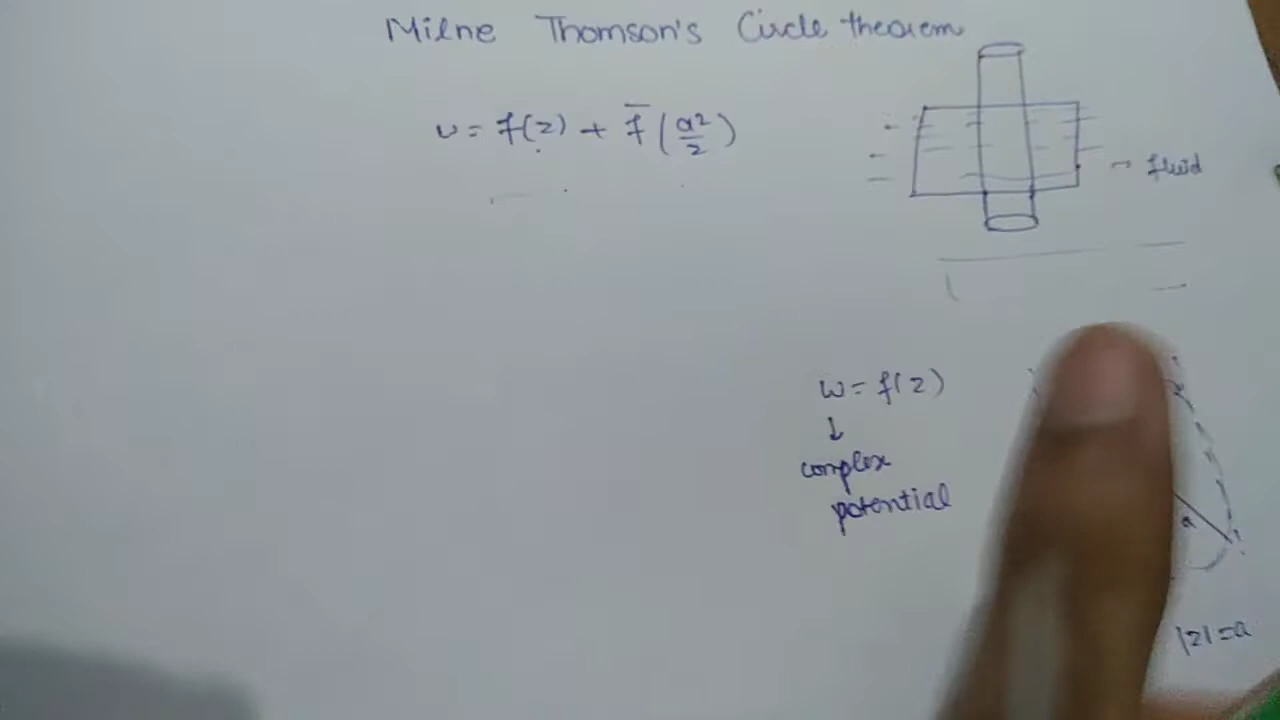 Milne Thomson's Circle theorem
w = f(z) + f̅(a²/z)
→ fluid
w = f(z)
↓
complex
potential
a
|z| = a